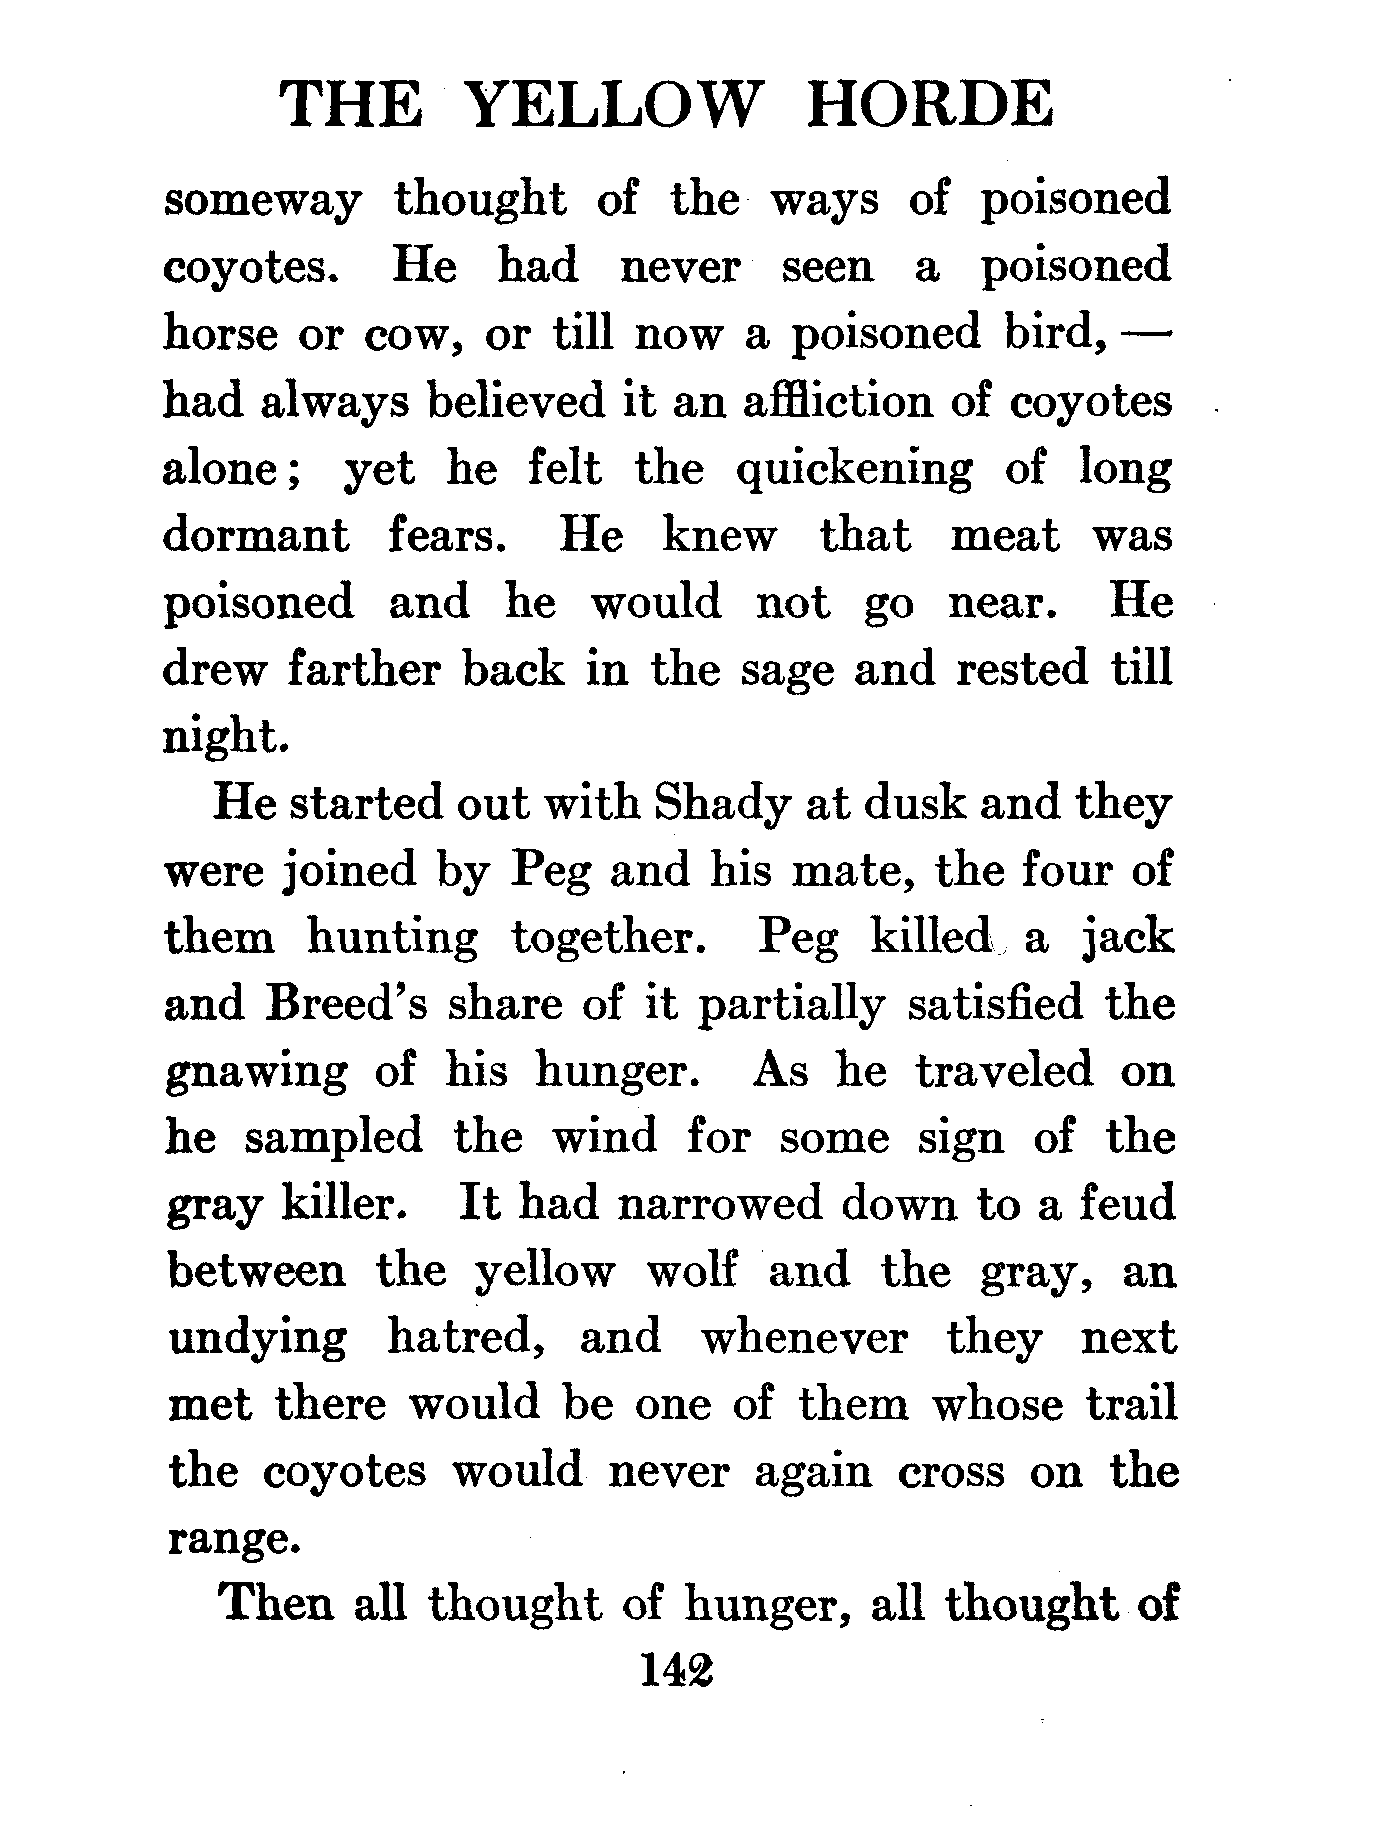 THE YELLOW HORDE
someway thought of the ways of poisoned
coyotes. He had never seen a poisoned
horse or cow, or till now a poisoned bird, —
had always believed it an affliction of coyotes
alone; yet he felt the quickening of long
dormant fears. He knew that meat was
poisoned and he would not go near. He
drew farther back in the sage and rested till
night.
He started out with Shady at dusk and they
were joined by Peg and his mate, the four of
them hunting together. Peg killed a jack
and Breed's share of it partially satisfied the
gnawing of his hunger. As he traveled on
he sampled the wind for some sign of the
gray killer. It had narrowed down to a feud
between the yellow wolf and the gray, an
undying hatred, and whenever they next
met there would be one of them whose trail
the coyotes would never again cross on the
range.
Then all thought of hunger, all thought of
142